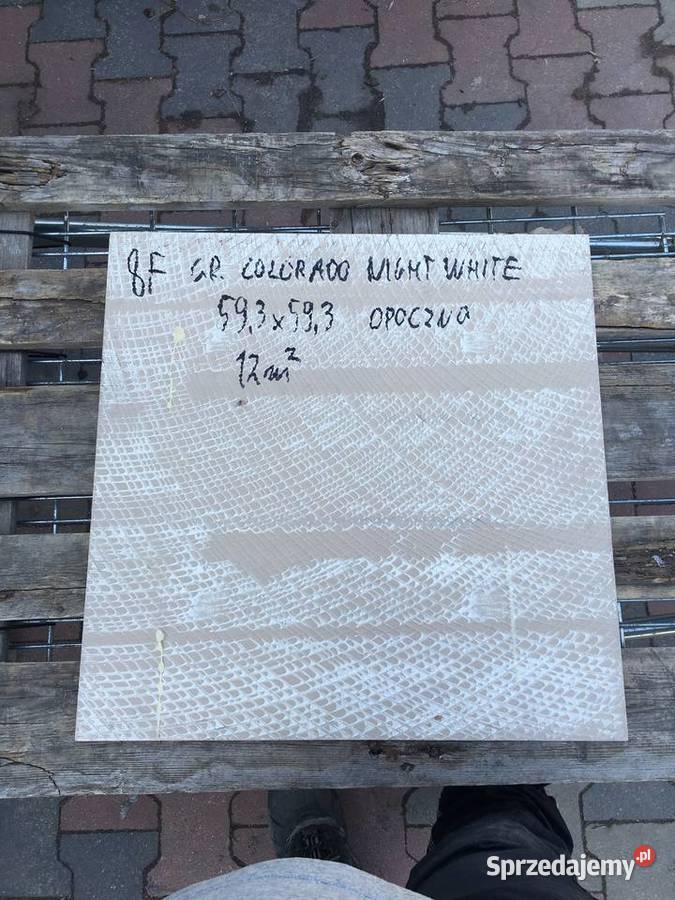 8F GR. COLORADO NIGHT WHITE
59,3x59,3 OPOCZNO
12m²
Sprzedajemy.pl